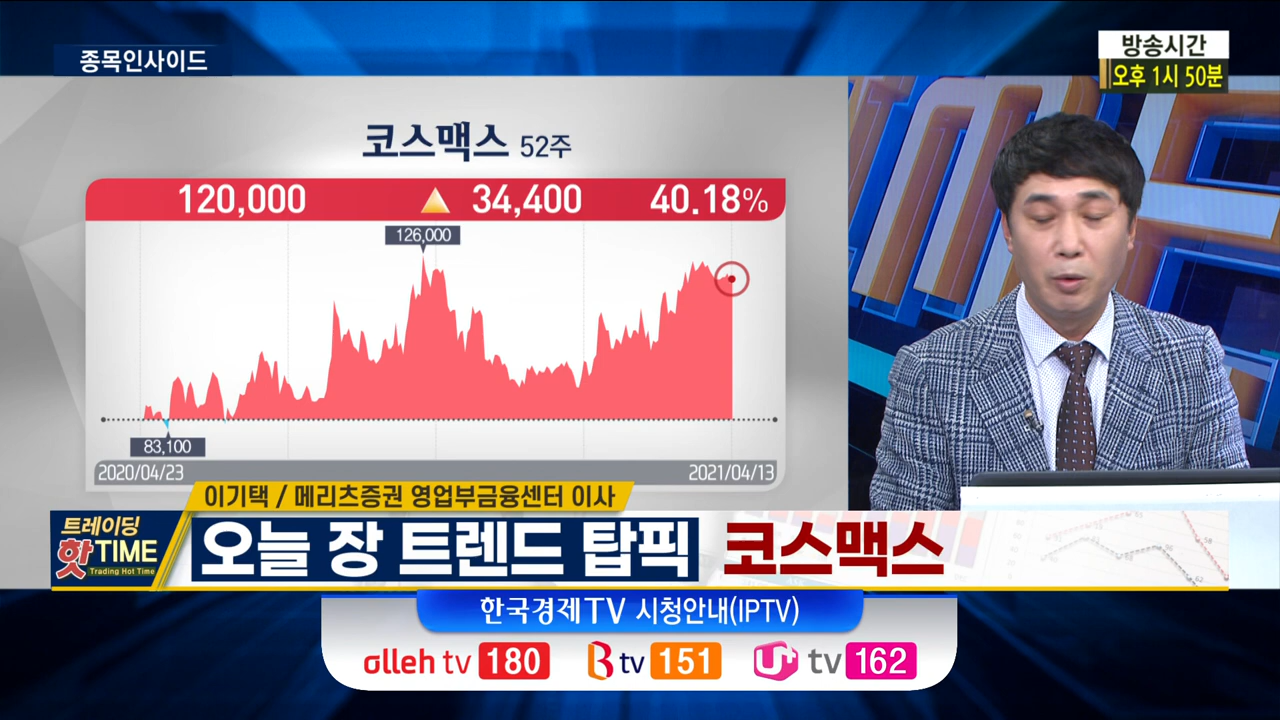 종목인사이드
방송시간
오후 1시 50분
코스맥스 52주
120,000 ▲ 34,400 40.18%
126,000
83,100
2020/04/23 2021/04/13
이기택 / 메리츠증권 영업부금융센터 이사
트레이딩
핫TIME
Trading Hot Time
오늘 장 트렌드 탑픽 코스맥스
한국경제TV 시청안내(IPTV)
olleh tv 180 B tv 151 U+ tv 162